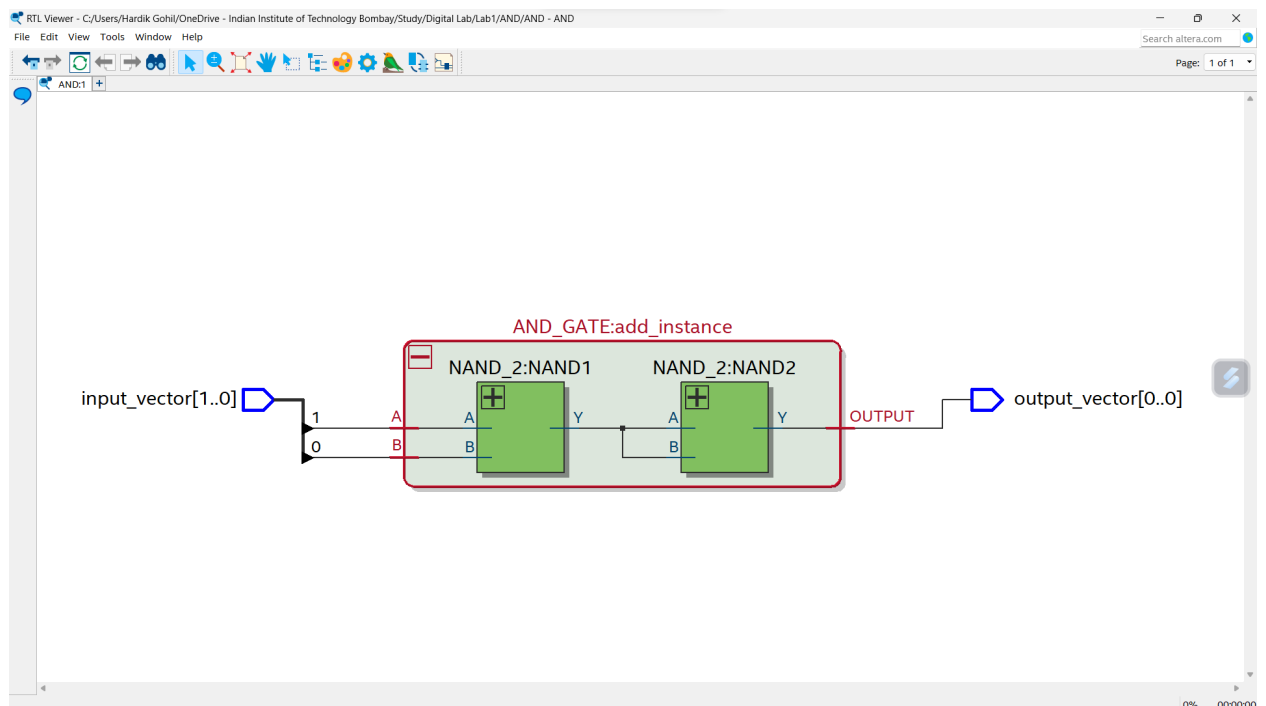 RTL Viewer - C:/Users/Hardik Gohil/OneDrive - Indian Institute of Technology Bombay/Study/Digital Lab/Lab1/AND/AND - AND
File Edit View Tools Window Help
Search altera.com
Page: 1 of 1
AND:1 +
AND_GATE:add_instance
NAND_2:NAND1 NAND_2:NAND2
input_vector[1..0] output_vector[0..0]
1 A A Y A Y OUTPUT
0 B B B
0% 00:00:00